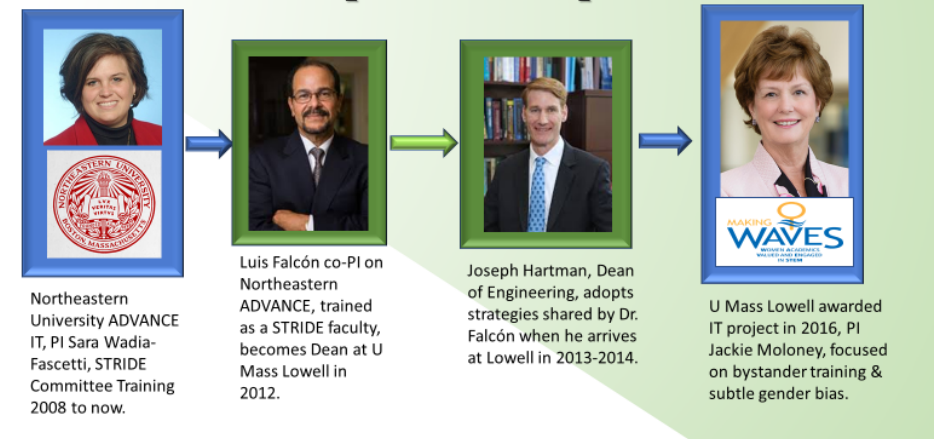 NORTHEASTERN UNIVERSITY
LVX
VERITAS
VIRTVS
BOSTON, MASSACHUSETTS
Northeastern
University ADVANCE
IT, PI Sara Wadia-
Fascetti, STRIDE
Committee Training
2008 to now.
Luis Falcón co-PI on
Northeastern
ADVANCE, trained
as a STRIDE faculty,
becomes Dean at U
Mass Lowell in
2012.
Joseph Hartman, Dean
of Engineering, adopts
strategies shared by Dr.
Falcón when he arrives
at Lowell in 2013-2014.
MAKING
WAVES
WOMEN ACADEMICS
VALUED AND ENGAGED
IN STEM
U Mass Lowell awarded
IT project in 2016, PI
Jackie Moloney, focused
on bystander training &
subtle gender bias.